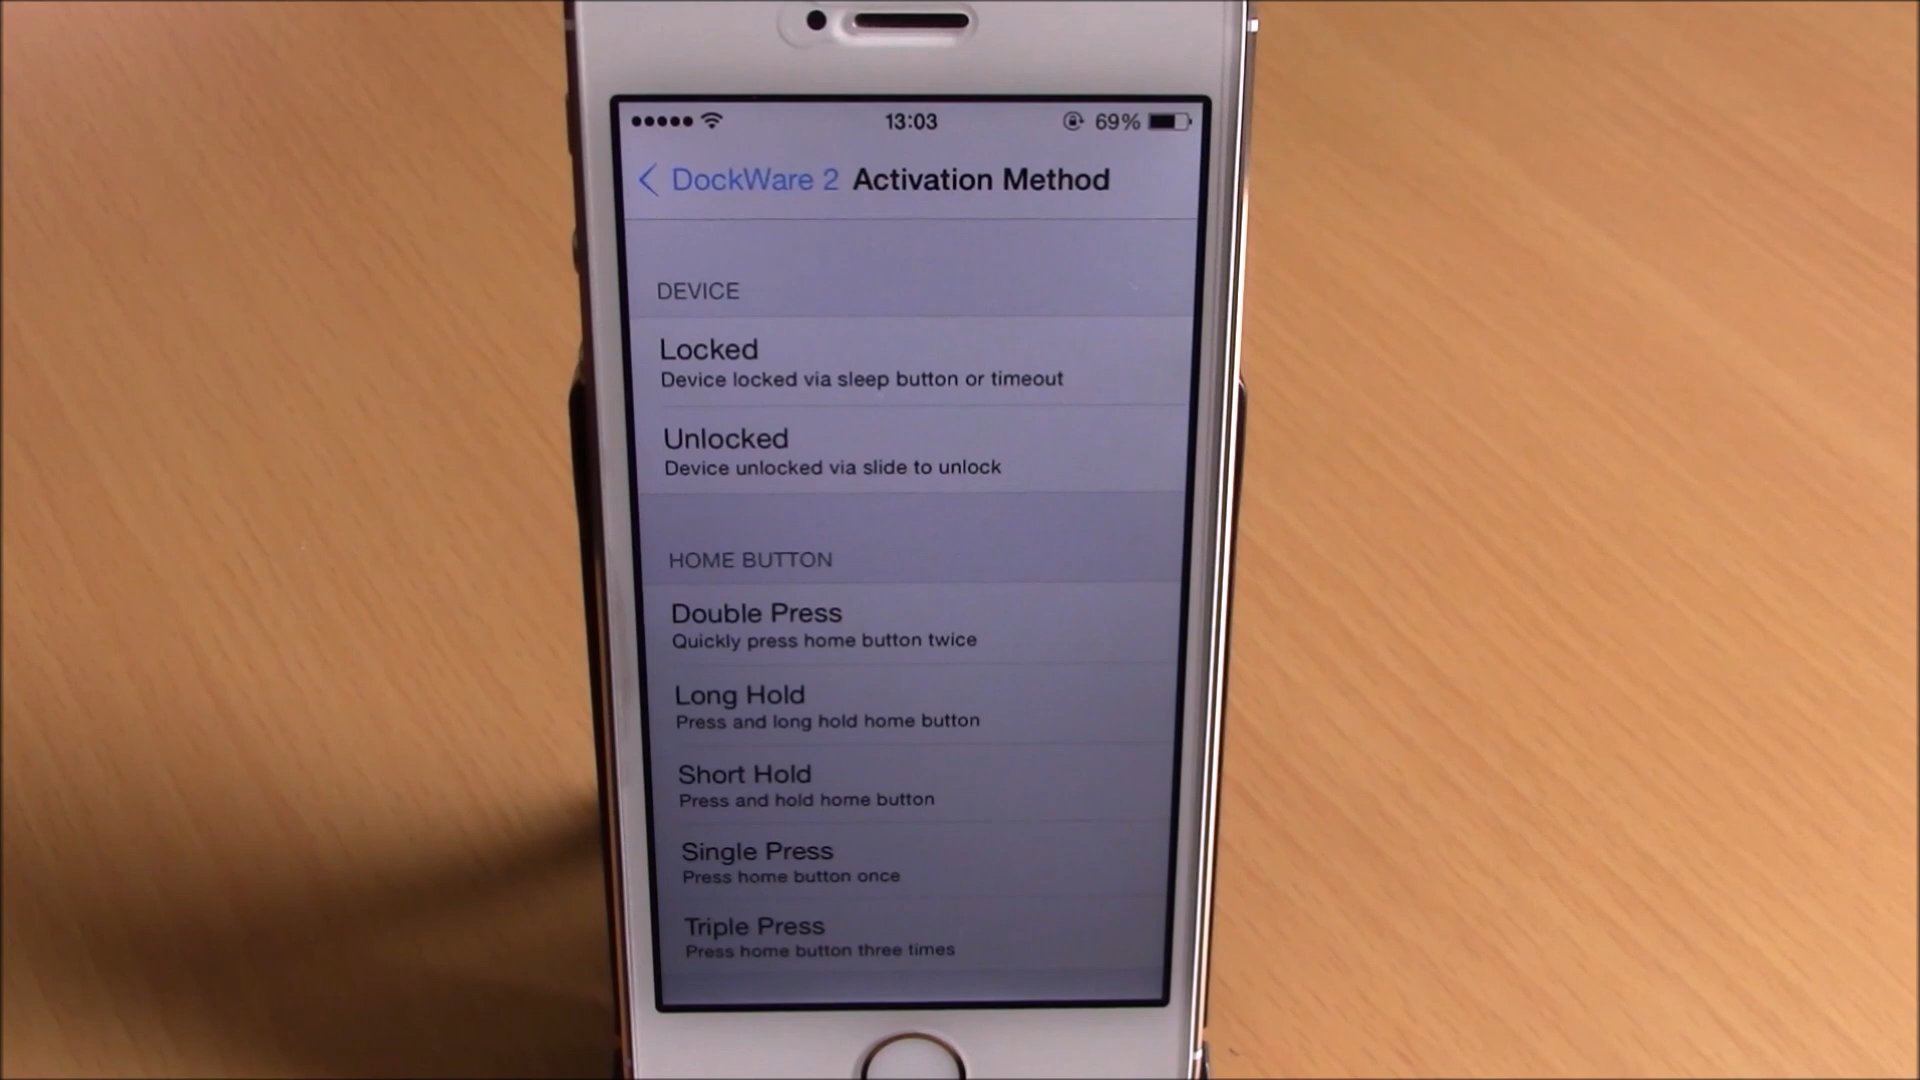 13:03 69%
DockWare 2 Activation Method
DEVICE
Locked
Device locked via sleep button or timeout
Unlocked
Device unlocked via slide to unlock
HOME BUTTON
Double Press
Quickly press home button twice
Long Hold
Press and long hold home button
Short Hold
Press and hold home button
Single Press
Press home button once
Triple Press
Press home button three times